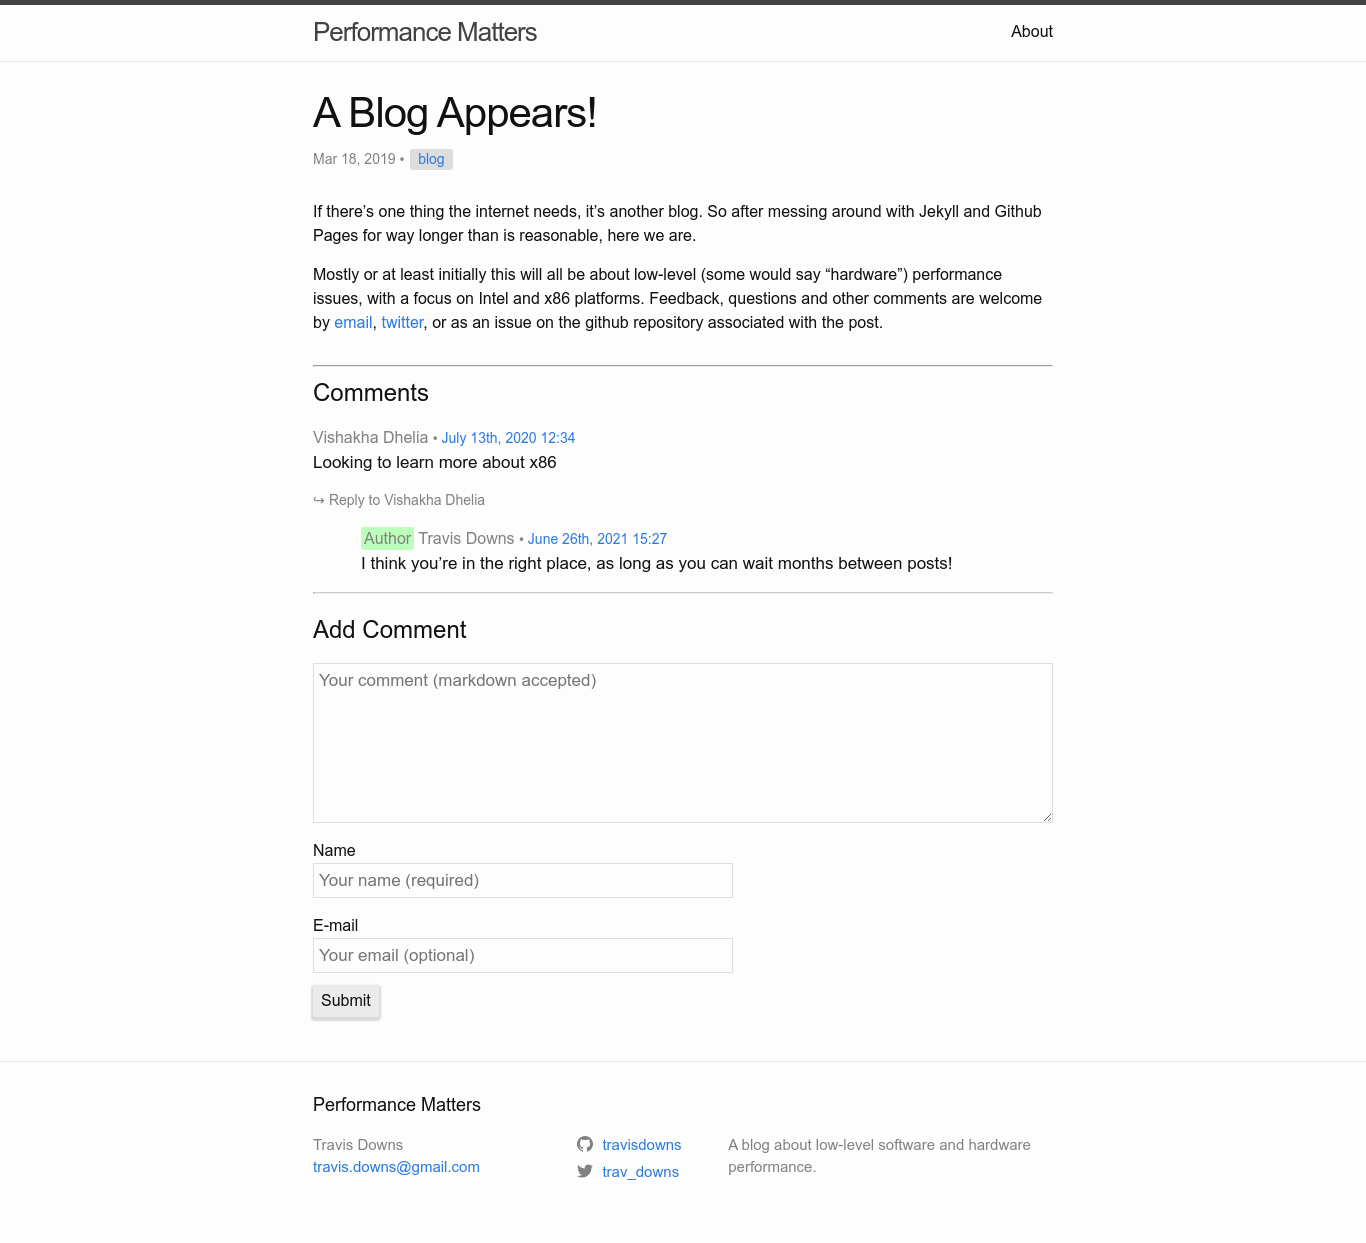 Performance Matters
About
A Blog Appears!
Mar 18, 2019 • blog
If there’s one thing the internet needs, it’s another blog. So after messing around with Jekyll and Github
Pages for way longer than is reasonable, here we are.
Mostly or at least initially this will all be about low-level (some would say “hardware”) performance
issues, with a focus on Intel and x86 platforms. Feedback, questions and other comments are welcome
by email, twitter, or as an issue on the github repository associated with the post.
Comments
Vishakha Dhelia • July 13th, 2020 12:34
Looking to learn more about x86
↪ Reply to Vishakha Dhelia
Author Travis Downs • June 26th, 2021 15:27
I think you’re in the right place, as long as you can wait months between posts!
Add Comment
Your comment (markdown accepted)
Name
Your name (required)
E-mail
Your email (optional)
Submit
Performance Matters
Travis Downs
travis.downs@gmail.com
travisdowns
trav_downs
A blog about low-level software and hardware
performance.